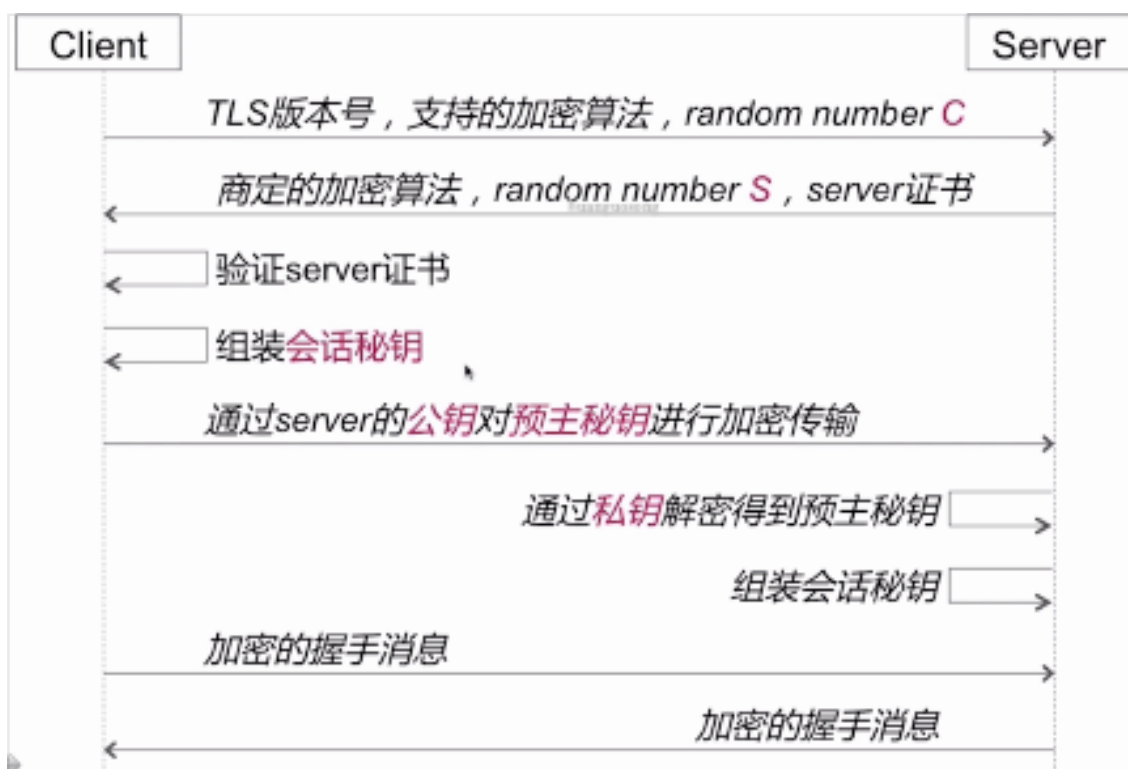 Client
Server
TLS版本号，支持的加密算法，random number C
商定的加密算法，random number S，server证书
验证server证书
组装会话秘钥
通过server的公钥对预主秘钥进行加密传输
通过私钥解密得到预主秘钥
组装会话秘钥
加密的握手消息
加密的握手消息